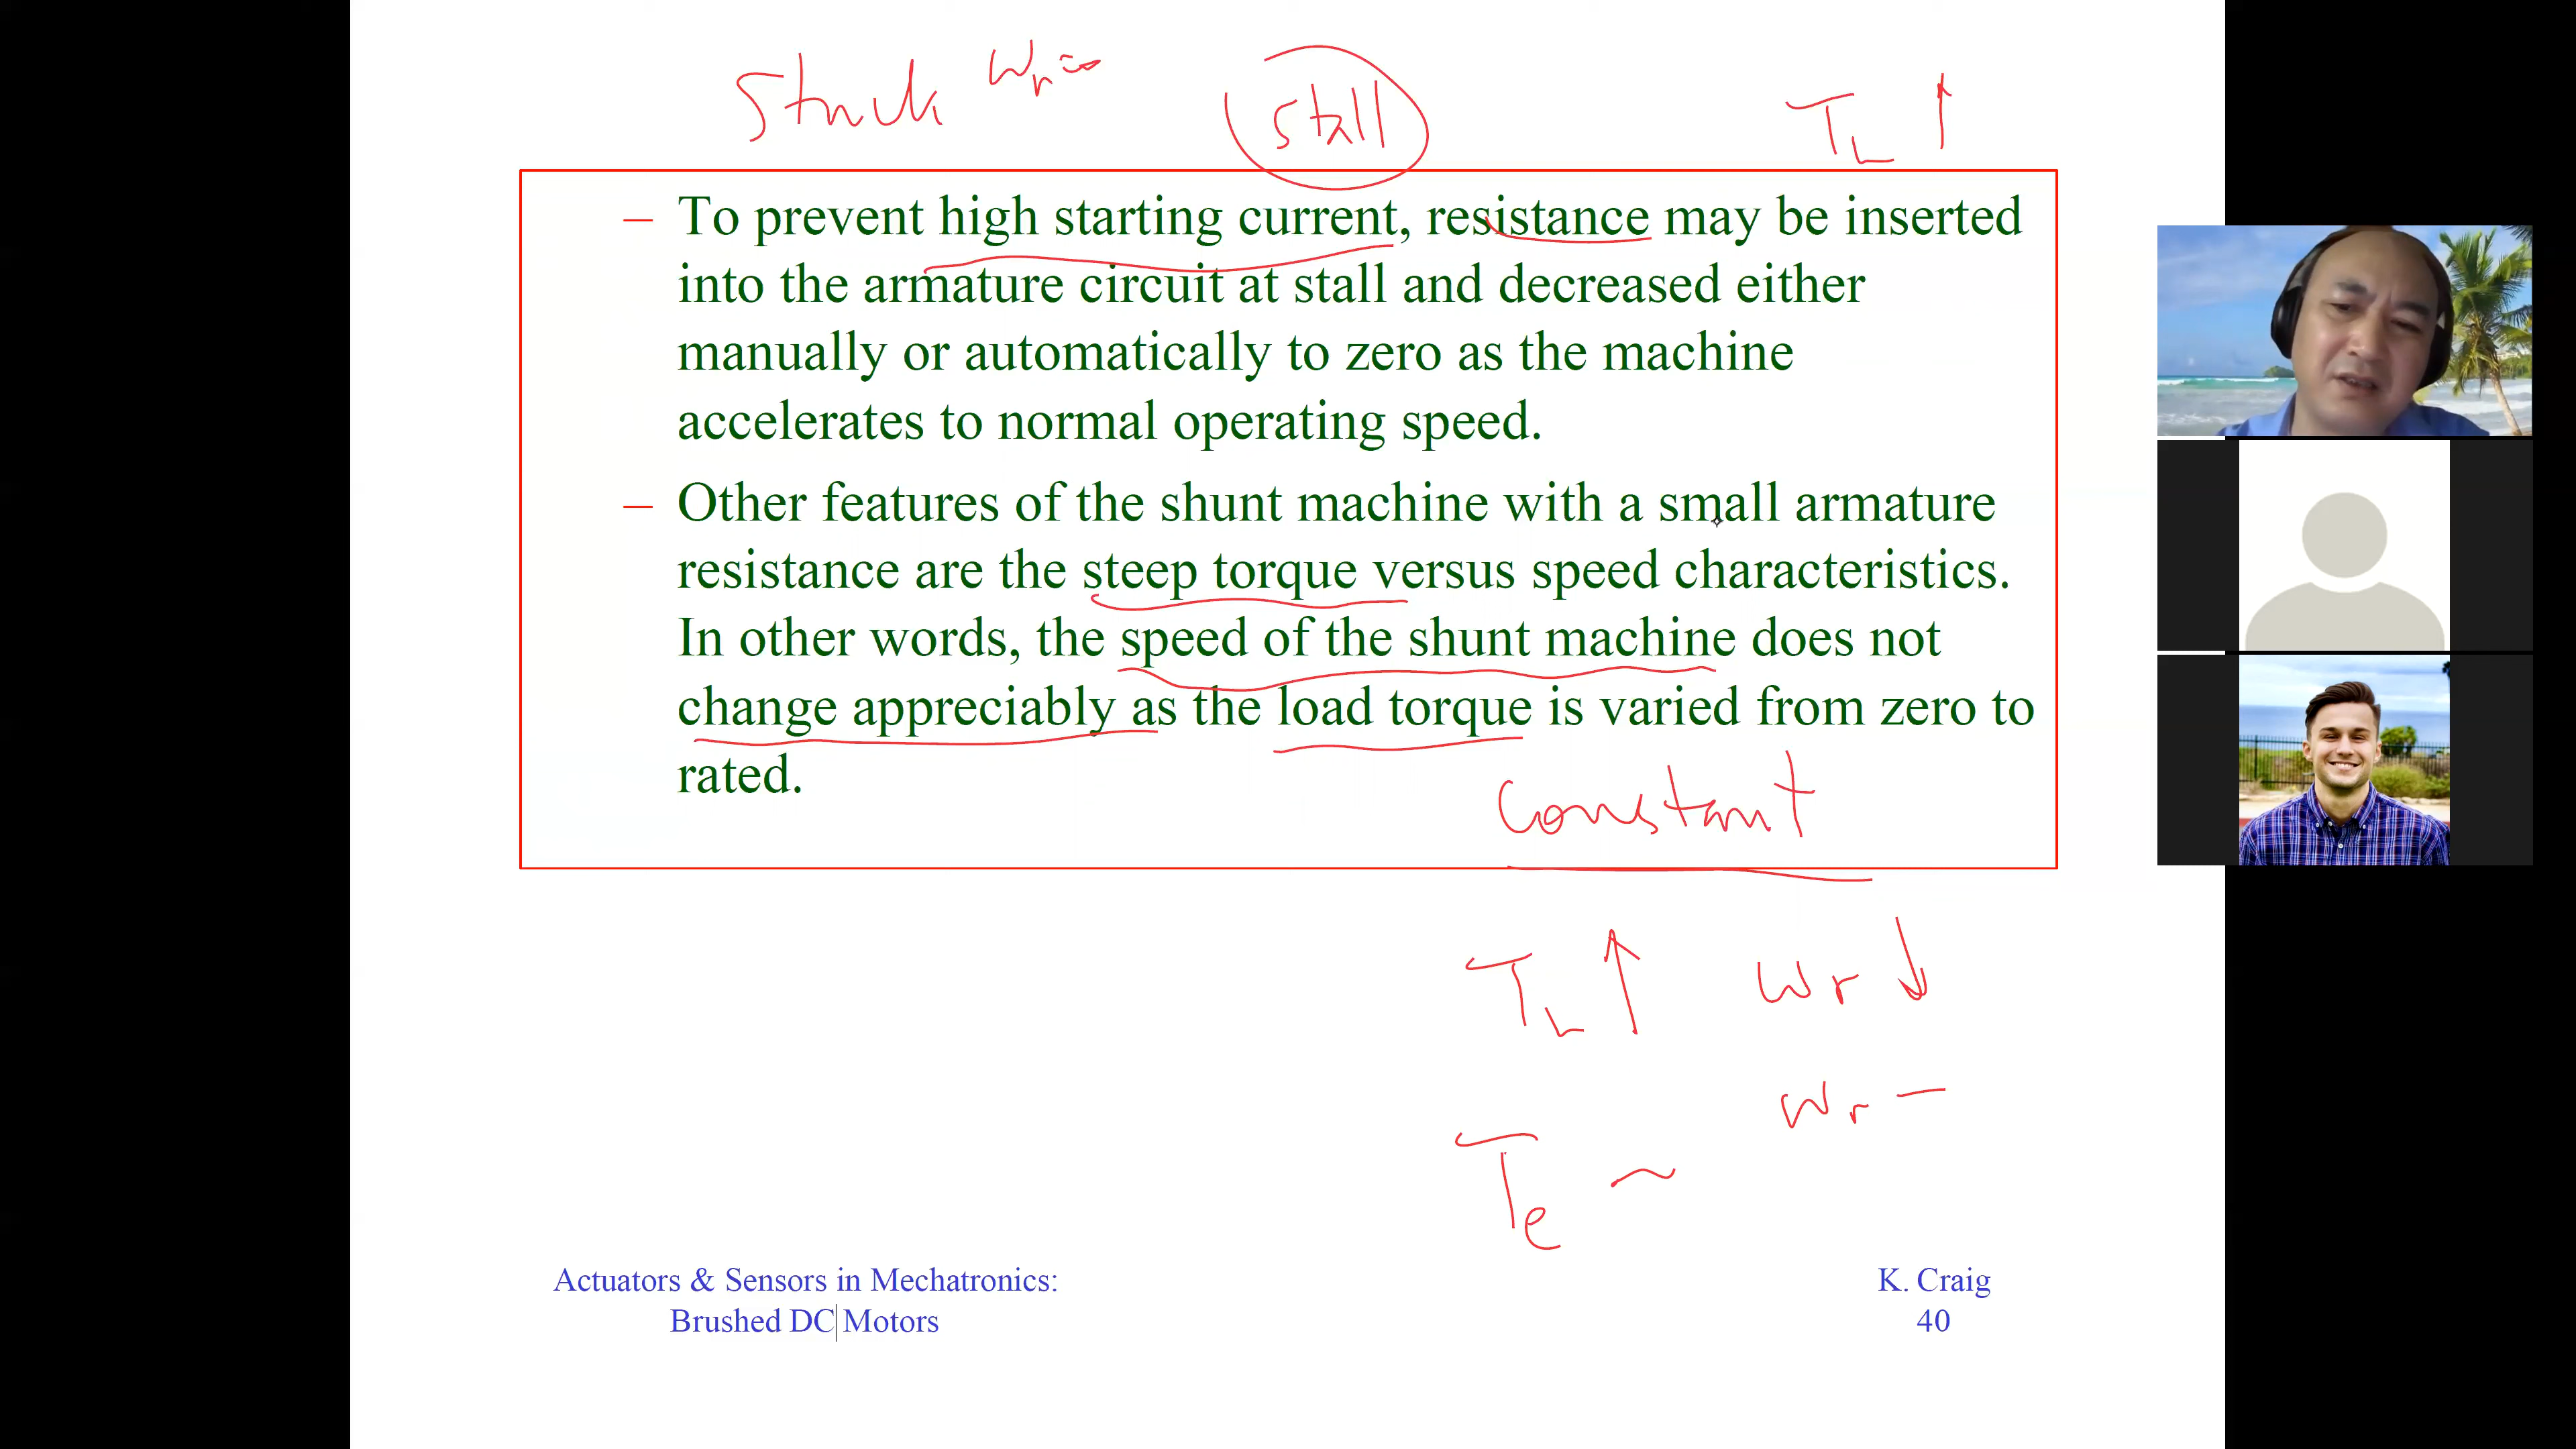 Stuck ωr=0
Stall
TL ↑
– To prevent high starting current, resistance may be inserted
into the armature circuit at stall and decreased either
manually or automatically to zero as the machine
accelerates to normal operating speed.
– Other features of the shunt machine with a small armature
resistance are the steep torque versus speed characteristics.
In other words, the speed of the shunt machine does not
change appreciably as the load torque is varied from zero to
rated.
Constant
TL ↑ ωr ↓
ωr –
Te ~
Actuators & Sensors in Mechatronics:
Brushed DC Motors
K. Craig
40